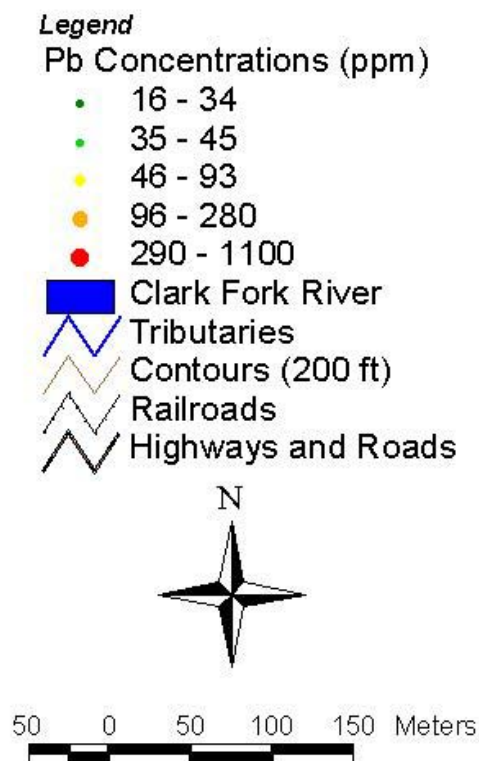 Legend
Pb Concentrations (ppm)
16 - 34
35 - 45
46 - 93
96 - 280
290 - 1100
Clark Fork River
Tributaries
Contours (200 ft)
Railroads
Highways and Roads
N
50 0 50 100 150 Meters